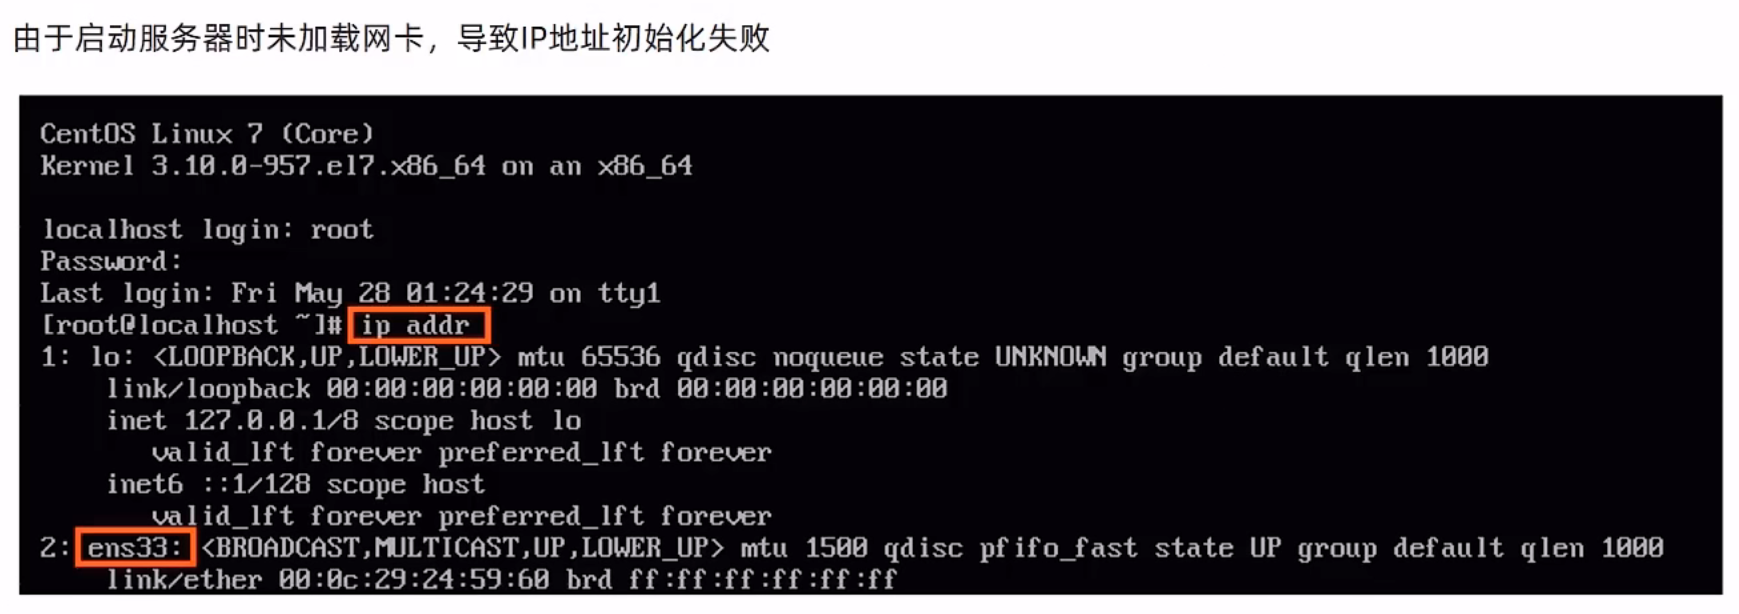 由于启动服务器时未加载网卡，导致IP地址初始化失败
CentOS Linux 7 (Core)
Kernel 3.10.0-957.el7.x86_64 on an x86_64
localhost login: root
Password:
Last login: Fri May 28 01:24:29 on tty1
[root@localhost ~]# ip addr
1: lo: <LOOPBACK,UP,LOWER_UP> mtu 65536 qdisc noqueue state UNKNOWN group default qlen 1000
link/loopback 00:00:00:00:00:00 brd 00:00:00:00:00:00
inet 127.0.0.1/8 scope host lo
valid_lft forever preferred_lft forever
inet6 ::1/128 scope host
valid_lft forever preferred_lft forever
2: ens33: <BROADCAST,MULTICAST,UP,LOWER_UP> mtu 1500 qdisc pfifo_fast state UP group default qlen 1000
link/ether 00:0c:29:24:59:60 brd ff:ff:ff:ff:ff:ff